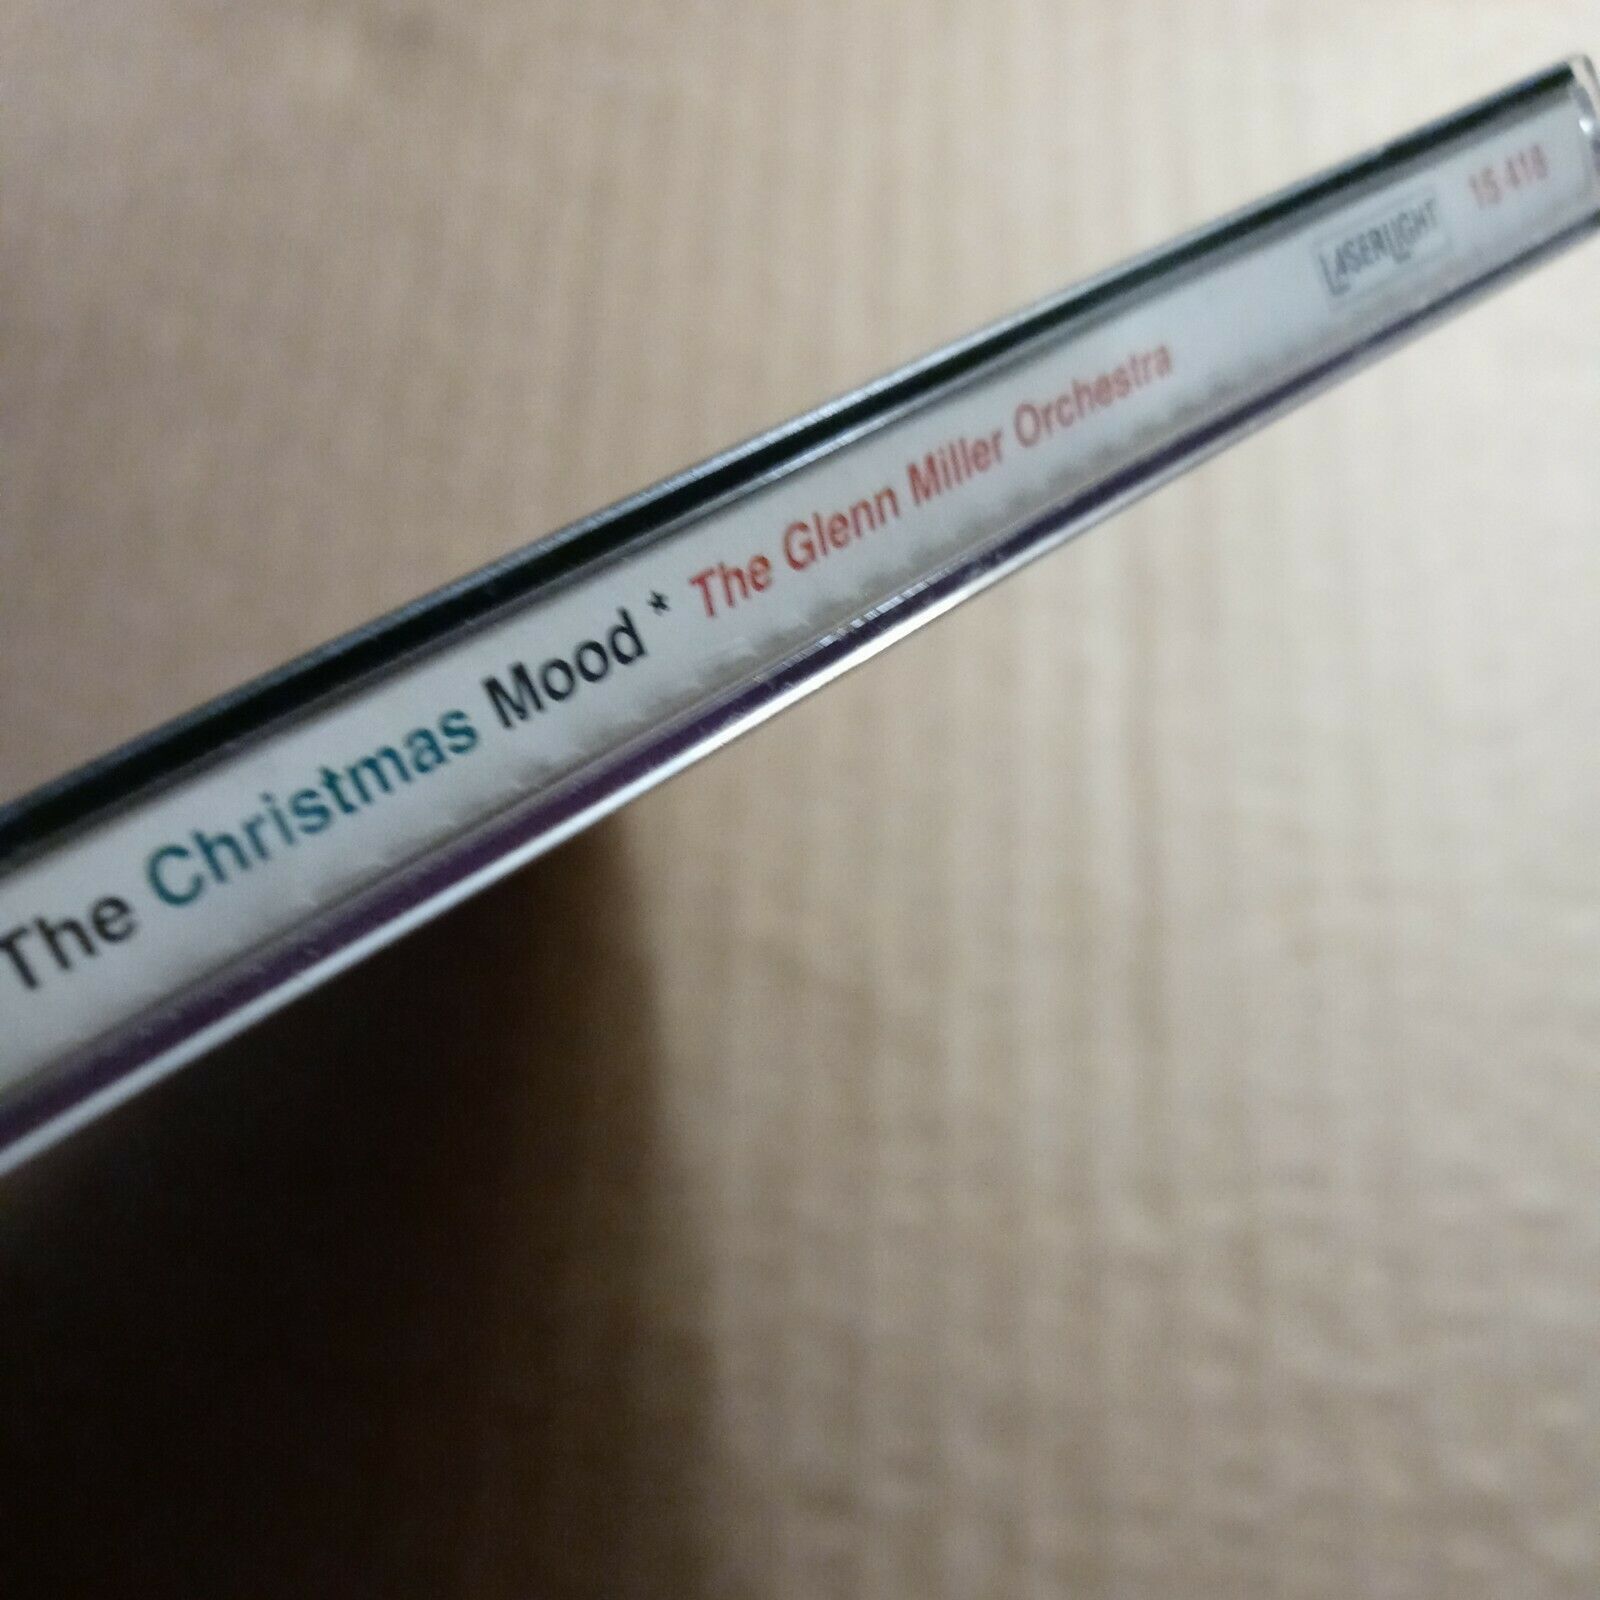 The Christmas Mood * The Glenn Miller Orchestra LASERLIGHT 15 418